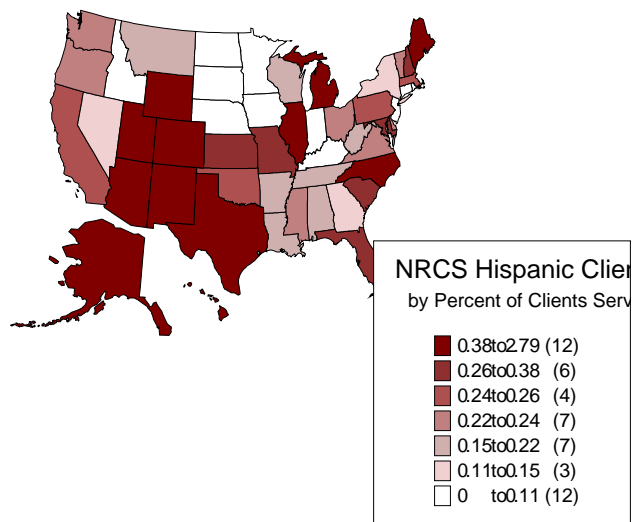 NRCS Hispanic Clien
by Percent of Clients Serv
0.38to2.79 (12)
0.26to0.38 (6)
0.24to0.26 (4)
0.22to0.24 (7)
0.15to0.22 (7)
0.11to0.15 (3)
0 to0.11 (12)